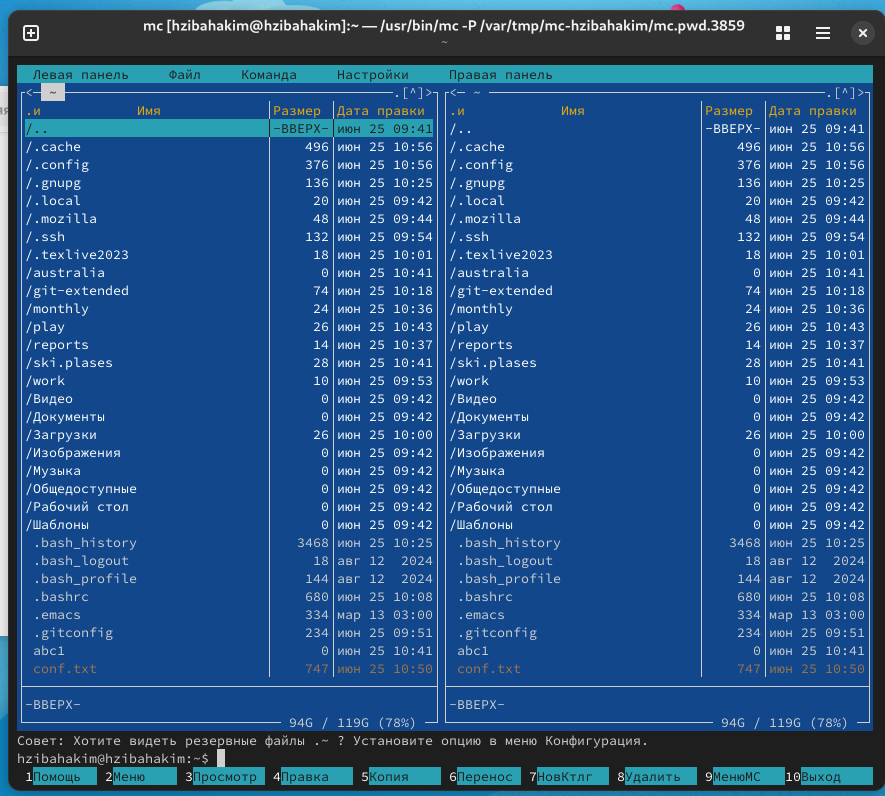 mc [hzibahakim@hzibahakim]:~ — /usr/bin/mc -P /var/tmp/mc-hzibahakim/mc.pwd.3859
~
Левая панель Файл Команда Настройки Правая панель
<─ ~ .[^]> <─ ~ .[^]>
.и Имя Размер Дата правки .и Имя Размер Дата правки
/.. -ВВЕРХ- июн 25 09:41 /.. -ВВЕРХ- июн 25 09:41
/.cache 496 июн 25 10:56 /.cache 496 июн 25 10:56
/.config 376 июн 25 10:56 /.config 376 июн 25 10:56
/.gnupg 136 июн 25 10:25 /.gnupg 136 июн 25 10:25
/.local 20 июн 25 09:42 /.local 20 июн 25 09:42
/.mozilla 48 июн 25 09:44 /.mozilla 48 июн 25 09:44
/.ssh 132 июн 25 09:54 /.ssh 132 июн 25 09:54
/.texlive2023 18 июн 25 10:01 /.texlive2023 18 июн 25 10:01
/australia 0 июн 25 10:41 /australia 0 июн 25 10:41
/git-extended 74 июн 25 10:18 /git-extended 74 июн 25 10:18
/monthly 24 июн 25 10:36 /monthly 24 июн 25 10:36
/play 26 июн 25 10:43 /play 26 июн 25 10:43
/reports 14 июн 25 10:37 /reports 14 июн 25 10:37
/ski.plases 28 июн 25 10:41 /ski.plases 28 июн 25 10:41
/work 10 июн 25 09:53 /work 10 июн 25 09:53
/Видео 0 июн 25 09:42 /Видео 0 июн 25 09:42
/Документы 0 июн 25 09:42 /Документы 0 июн 25 09:42
/Загрузки 26 июн 25 10:00 /Загрузки 26 июн 25 10:00
/Изображения 0 июн 25 09:42 /Изображения 0 июн 25 09:42
/Музыка 0 июн 25 09:42 /Музыка 0 июн 25 09:42
/Общедоступные 0 июн 25 09:42 /Общедоступные 0 июн 25 09:42
/Рабочий стол 0 июн 25 09:42 /Рабочий стол 0 июн 25 09:42
/Шаблоны 0 июн 25 09:42 /Шаблоны 0 июн 25 09:42
.bash_history 3468 июн 25 10:25 .bash_history 3468 июн 25 10:25
.bash_logout 18 авг 12 2024 .bash_logout 18 авг 12 2024
.bash_profile 144 авг 12 2024 .bash_profile 144 авг 12 2024
.bashrc 680 июн 25 10:08 .bashrc 680 июн 25 10:08
.emacs 334 мар 13 03:00 .emacs 334 мар 13 03:00
.gitconfig 234 июн 25 09:51 .gitconfig 234 июн 25 09:51
abc1 0 июн 25 10:41 abc1 0 июн 25 10:41
conf.txt 747 июн 25 10:50 conf.txt 747 июн 25 10:50
-ВВЕРХ- -ВВЕРХ-
94G / 119G (78%) 94G / 119G (78%)
Совет: Хотите видеть резервные файлы .~ ? Установите опцию в меню Конфигурация.
hzibahakim@hzibahakim:~$
1Помощь 2Меню 3Просмотр 4Правка 5Копия 6Перенос 7НовКтлг 8Удалить 9МенюМС 10Выход